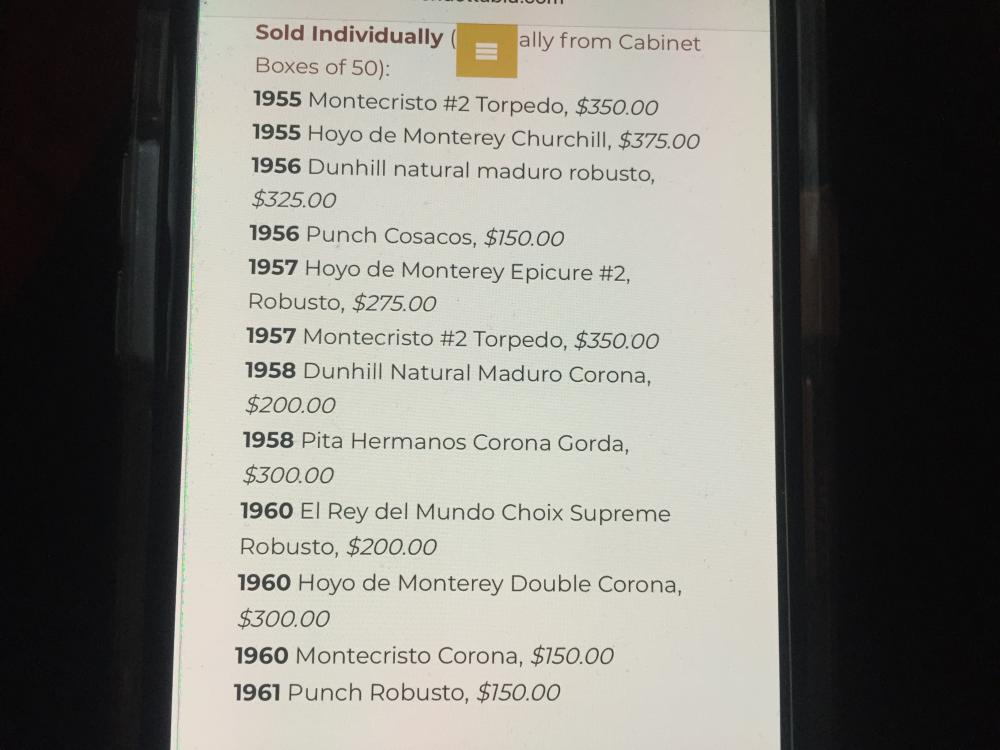 Sold Individually ( ally from Cabinet
Boxes of 50):
1955 Montecristo #2 Torpedo, $350.00
1955 Hoyo de Monterey Churchill, $375.00
1956 Dunhill natural maduro robusto,
$325.00
1956 Punch Cosacos, $150.00
1957 Hoyo de Monterey Epicure #2,
Robusto, $275.00
1957 Montecristo #2 Torpedo, $350.00
1958 Dunhill Natural Maduro Corona,
$200.00
1958 Pita Hermanos Corona Gorda,
$300.00
1960 El Rey del Mundo Choix Supreme
Robusto, $200.00
1960 Hoyo de Monterey Double Corona,
$300.00
1960 Montecristo Corona, $150.00
1961 Punch Robusto, $150.00